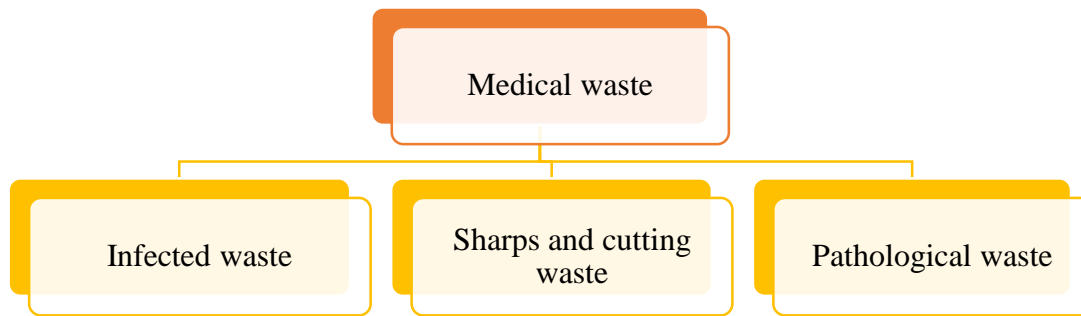 Medical waste
Infected waste
Sharps and cutting
waste
Pathological waste